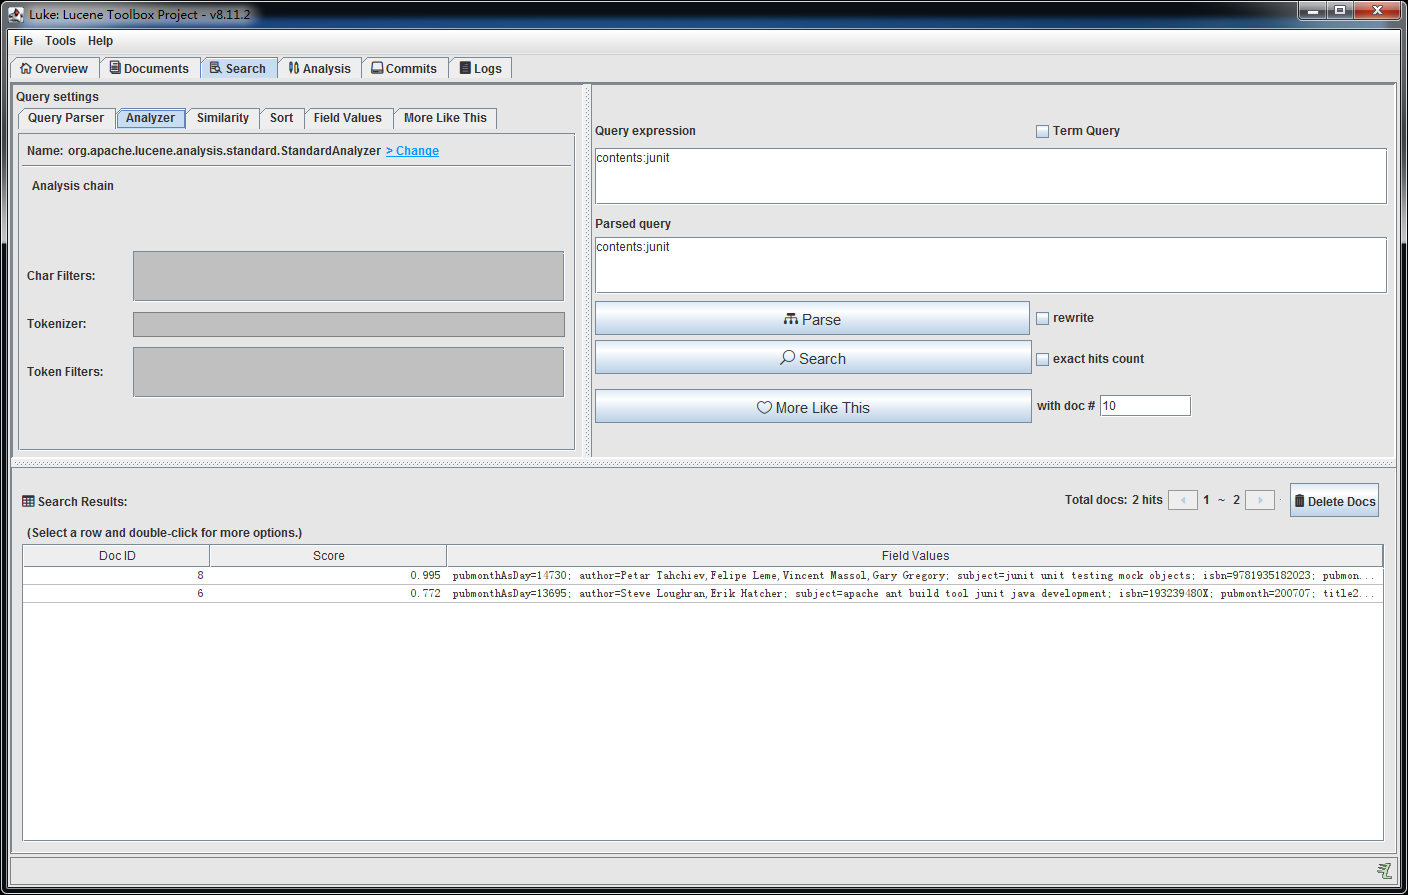 Luke: Lucene Toolbox Project - v8.11.2
File Tools Help
Overview Documents Search Analysis Commits Logs
Query settings
Query Parser Analyzer Similarity Sort Field Values More Like This
Name: org.apache.lucene.analysis.standard.StandardAnalyzer > Change
Analysis chain
Char Filters:
Tokenizer:
Token Filters:
Query expression
Term Query
contents:junit
Parsed query
contents:junit
Parse
rewrite
Search
exact hits count
More Like This
with doc # 10
Search Results:
Total docs: 2 hits 1 ~ 2
Delete Docs
(Select a row and double-click for more options.)
Doc ID Score Field Values
8 0.995 pubmonthAsDay=14730; author=Petar Tahchiev,Felipe Leme,Vincent Massol,Gary Gregory; subject=junit unit testing mock objects; isbn=9781935182023; pubmon...
6 0.772 pubmonthAsDay=13695; author=Steve Loughran,Erik Hatcher; subject=apache ant build tool junit java development; isbn=193239480X; pubmonth=200707; title2...